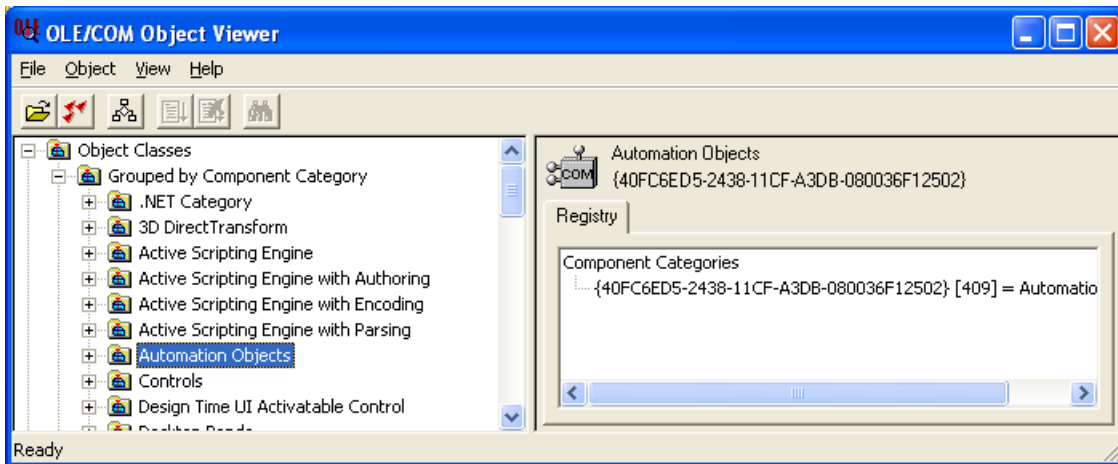 OLE/COM Object Viewer
File Object View Help
Object Classes
Grouped by Component Category
.NET Category
3D DirectTransform
Active Scripting Engine
Active Scripting Engine with Authoring
Active Scripting Engine with Encoding
Active Scripting Engine with Parsing
Automation Objects
Controls
Design Time UI Activatable Control
COM
Automation Objects
{40FC6ED5-2438-11CF-A3DB-080036F12502}
Registry
Component Categories
{40FC6ED5-2438-11CF-A3DB-080036F12502} [409] = Automatio
Ready